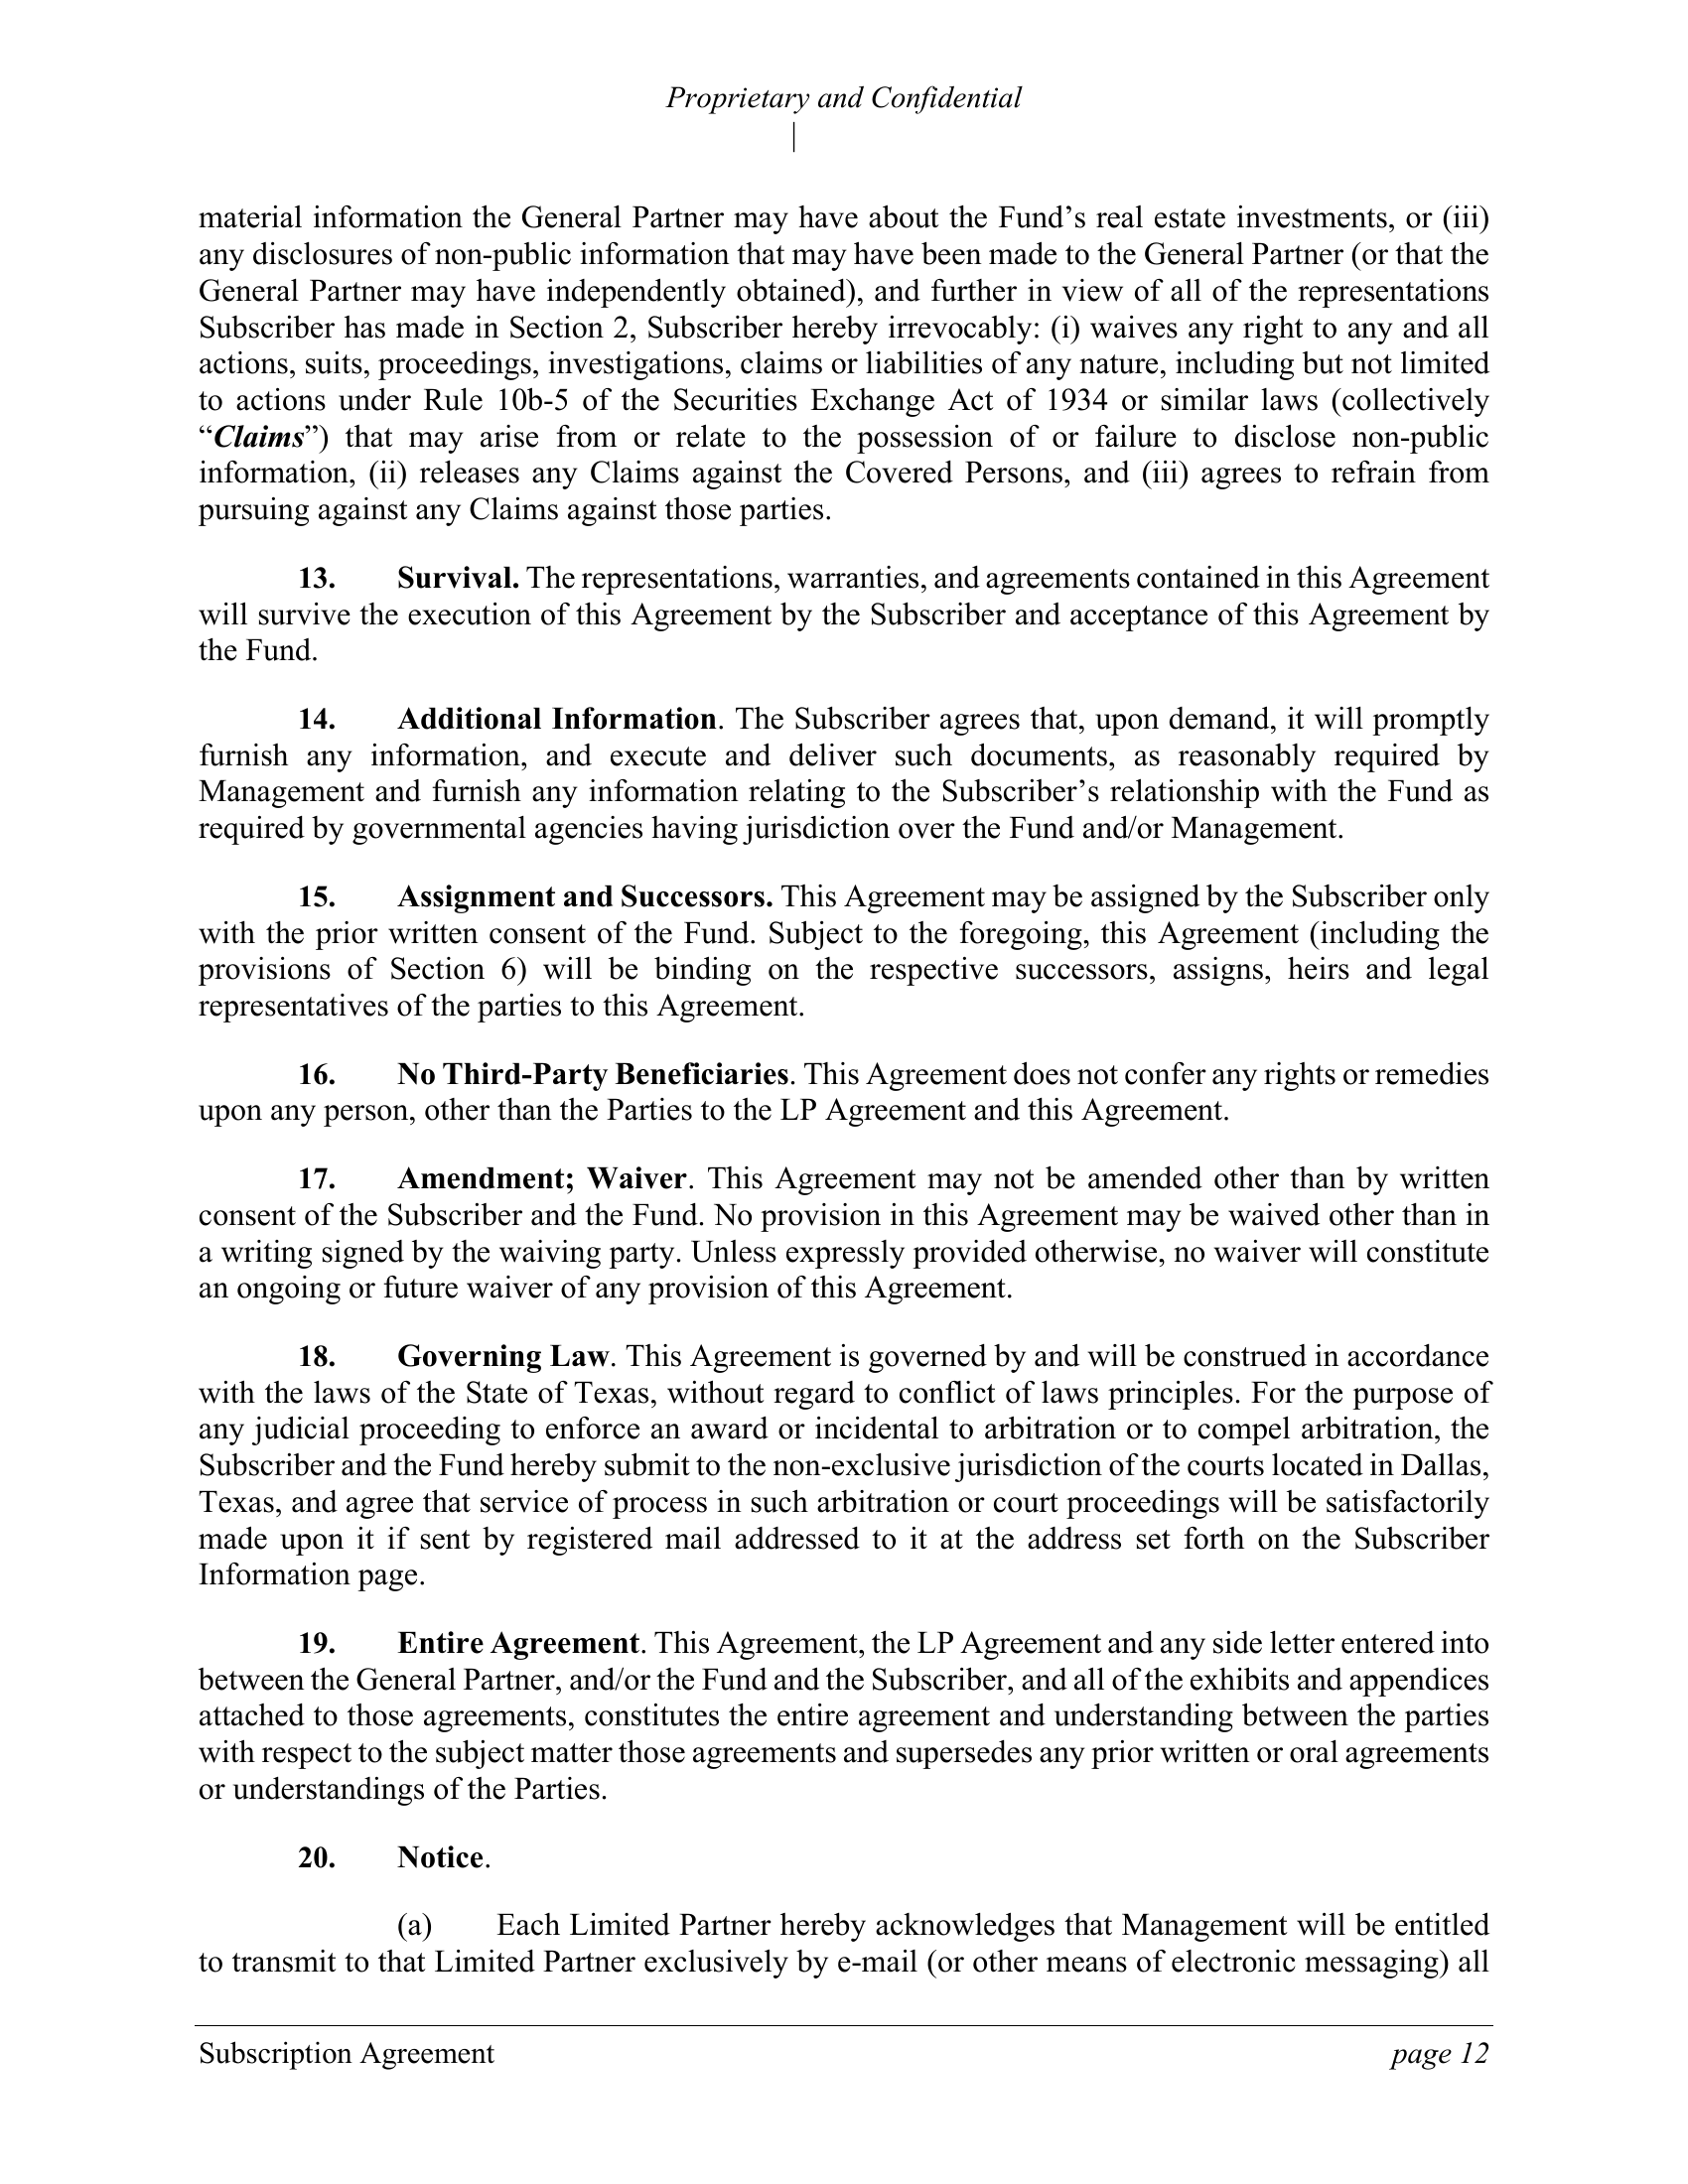 Proprietary and Confidential
|
material information the General Partner may have about the Fund’s real estate investments, or (iii)
any disclosures of non-public information that may have been made to the General Partner (or that the
General Partner may have independently obtained), and further in view of all of the representations
Subscriber has made in Section 2, Subscriber hereby irrevocably: (i) waives any right to any and all
actions, suits, proceedings, investigations, claims or liabilities of any nature, including but not limited
to actions under Rule 10b-5 of the Securities Exchange Act of 1934 or similar laws (collectively
“Claims”) that may arise from or relate to the possession of or failure to disclose non-public
information, (ii) releases any Claims against the Covered Persons, and (iii) agrees to refrain from
pursuing against any Claims against those parties.
13. Survival. The representations, warranties, and agreements contained in this Agreement
will survive the execution of this Agreement by the Subscriber and acceptance of this Agreement by
the Fund.
14. Additional Information. The Subscriber agrees that, upon demand, it will promptly
furnish any information, and execute and deliver such documents, as reasonably required by
Management and furnish any information relating to the Subscriber’s relationship with the Fund as
required by governmental agencies having jurisdiction over the Fund and/or Management.
15. Assignment and Successors. This Agreement may be assigned by the Subscriber only
with the prior written consent of the Fund. Subject to the foregoing, this Agreement (including the
provisions of Section 6) will be binding on the respective successors, assigns, heirs and legal
representatives of the parties to this Agreement.
16. No Third-Party Beneficiaries. This Agreement does not confer any rights or remedies
upon any person, other than the Parties to the LP Agreement and this Agreement.
17. Amendment; Waiver. This Agreement may not be amended other than by written
consent of the Subscriber and the Fund. No provision in this Agreement may be waived other than in
a writing signed by the waiving party. Unless expressly provided otherwise, no waiver will constitute
an ongoing or future waiver of any provision of this Agreement.
18. Governing Law. This Agreement is governed by and will be construed in accordance
with the laws of the State of Texas, without regard to conflict of laws principles. For the purpose of
any judicial proceeding to enforce an award or incidental to arbitration or to compel arbitration, the
Subscriber and the Fund hereby submit to the non-exclusive jurisdiction of the courts located in Dallas,
Texas, and agree that service of process in such arbitration or court proceedings will be satisfactorily
made upon it if sent by registered mail addressed to it at the address set forth on the Subscriber
Information page.
19. Entire Agreement. This Agreement, the LP Agreement and any side letter entered into
between the General Partner, and/or the Fund and the Subscriber, and all of the exhibits and appendices
attached to those agreements, constitutes the entire agreement and understanding between the parties
with respect to the subject matter those agreements and supersedes any prior written or oral agreements
or understandings of the Parties.
20. Notice.
(a) Each Limited Partner hereby acknowledges that Management will be entitled
to transmit to that Limited Partner exclusively by e-mail (or other means of electronic messaging) all
Subscription Agreement page 12